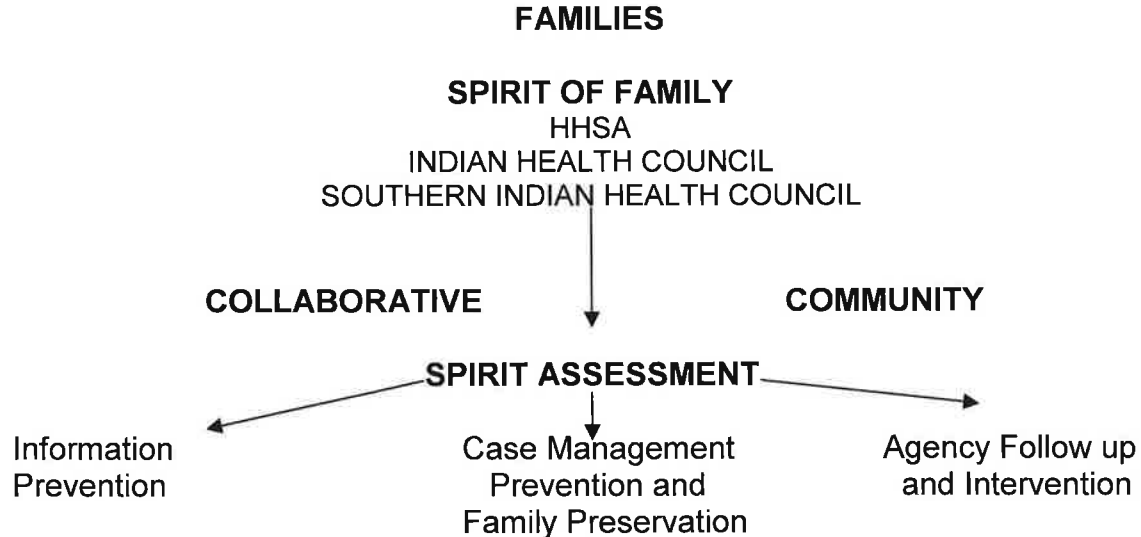 FAMILIES
SPIRIT OF FAMILY
HHSA
INDIAN HEALTH COUNCIL
SOUTHERN INDIAN HEALTH COUNCIL
COLLABORATIVE COMMUNITY
SPIRIT ASSESSMENT
Information
Prevention
Case Management
Prevention and
Family Preservation
Agency Follow up
and Intervention